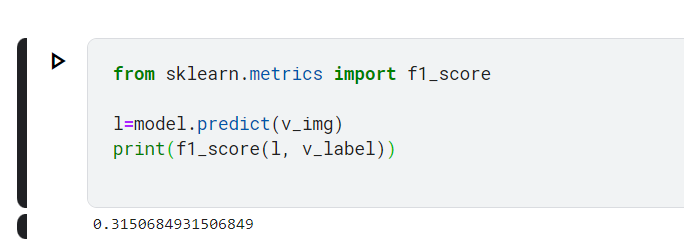 from sklearn.metrics import f1_score
l=model.predict(v_img)
print(f1_score(l, v_label))
0.3150684931506849